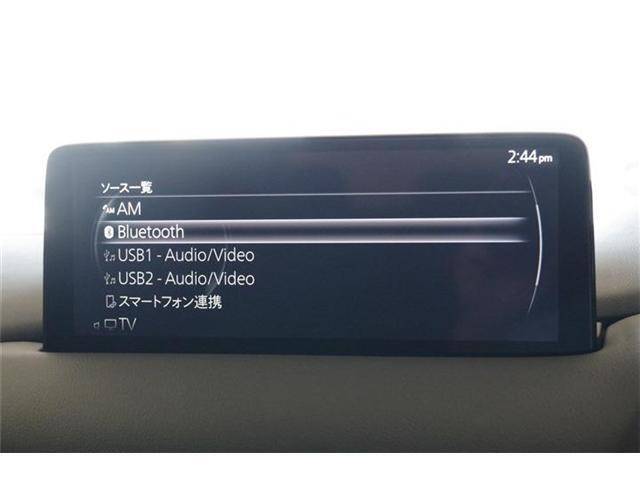 2:44pm
ソース一覧
AM AM
Bluetooth
USB1 - Audio/Video
USB2 - Audio/Video
スマートフォン連携
TV